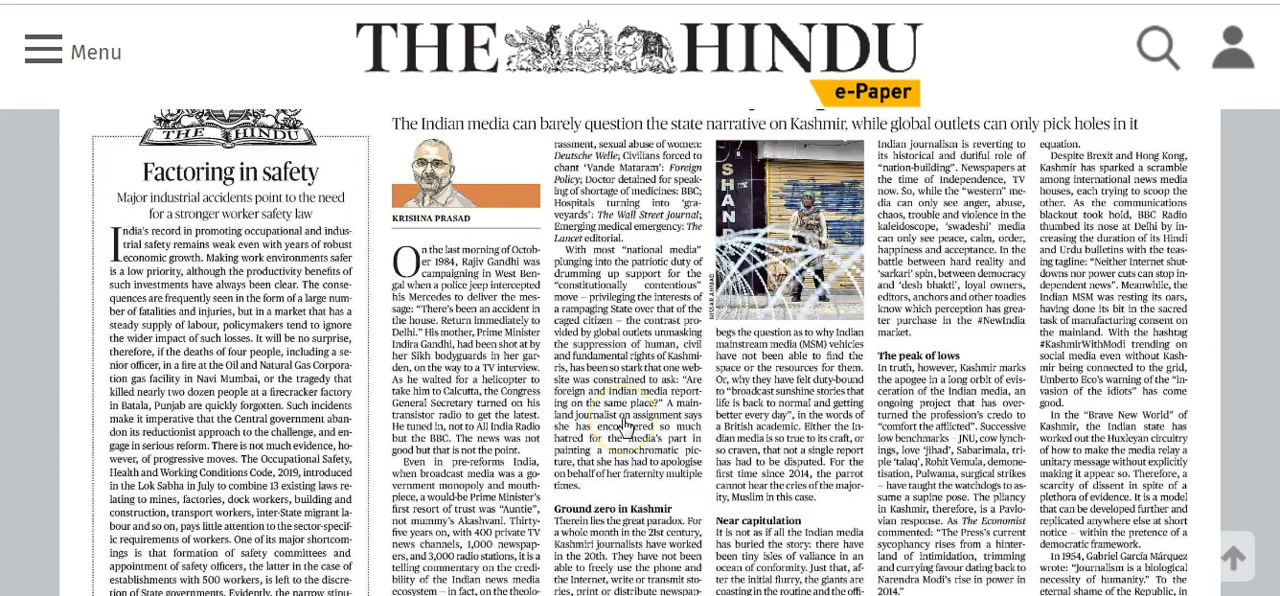 Menu
THE HINDU
e-Paper
THE HINDU
Factoring in safety
Major industrial accidents point to the need
for a stronger worker safety law
India's record in promoting occupational and indus-
trial safety remains weak even with years of robust
economic growth. Making work environments safer
is a low priority, although the productivity benefits of
such investments have always been clear. The conse-
quences are frequently seen in the form of a large num-
ber of fatalities and injuries, but in a market that has a
steady supply of labour, policymakers tend to ignore
the wider impact of such losses. It will be no surprise,
therefore, if the deaths of four people, including a se-
nior officer, in a fire at the Oil and Natural Gas Corpora-
tion gas facility in Navi Mumbai, or the tragedy that
killed nearly two dozen people at a firecracker factory
in Batala, Punjab are quickly forgotten. Such incidents
make it imperative that the Central government aban-
don its reductionist approach to the challenge, and en-
gage in serious reform. There is not much evidence, ho-
wever, of progressive moves. The Occupational Safety,
Health and Working Conditions Code, 2019, introduced
in the Lok Sabha in July to combine 13 existing laws re-
lating to mines, factories, dock workers, building and
construction, transport workers, inter-State migrant la-
bour and so on, pays little attention to the sector-specif-
ic requirements of workers. One of its major shortcom-
ings is that formation of safety committees and
appointment of safety officers, the latter in the case of
establishments with 500 workers, is left to the discre-
tion of State governments. Evidently, the narrow stipu-
The Indian media can barely question the state narrative on Kashmir, while global outlets can only pick holes in it
KRISHNA PRASAD
On the last morning of Octob-
er 1984, Rajiv Gandhi was
campaigning in West Ben-
gal when a police jeep intercepted
his Mercedes to deliver the mes-
sage: "There's been an accident in
the house. Return immediately to
Delhi." His mother, Prime Minister
Indira Gandhi, had been shot at by
her Sikh bodyguards in her gar-
den, on the way to a TV interview.
As he waited for a helicopter to
take him to Calcutta, the Congress
General Secretary turned on his
transistor radio to get the latest.
He tuned in, not to All India Radio
but the BBC. The news was not
good but that is not the point.
Even in pre-reforms India,
when broadcast media was a go-
vernment monopoly and mouth-
piece, a would-be Prime Minister's
first resort of trust was "Auntie",
not mummy's Akashvani. Thirty-
five years on, with 400 private TV
news channels, 1,000 newspap-
ers, and 3,000 radio stations, it is a
telling commentary on the credi-
bility of the Indian news media
ecosystem – in fact, on the theolo-
rassment, sexual abuse of women:
Deutsche Welle; Civilians forced to
chant 'Vande Mataram': Foreign
Policy; Doctor detained for speak-
ing of shortage of medicines: BBC;
Hospitals turning into 'gra-
veyards': The Wall Street Journal;
Emerging medical emergency: The
Lancet editorial.
With most "national media"
plunging into the patriotic duty of
drumming up support for the
"constitutionally contentious"
move – privileging the interests of
a rampaging State over that of the
caged citizen – the contrast pro-
vided by global outlets unmasking
the suppression of human, civil
and fundamental rights of Kashmi-
ris, has been so stark that one web-
site was constrained to ask: "Are
foreign and Indian media report-
ing on the same place?" A main-
land journalist on assignment says
she has encountered so much
hatred for the media's part in
painting a monochromatic pic-
ture, that she has had to apologise
on behalf of her fraternity multiple
times.
Ground zero in Kashmir
Therein lies the great paradox. For
a whole month in the 21st century,
Kashmiri journalists have worked
in the 20th. They have not been
able to freely use the phone and
the Internet, write or transmit sto-
ries, print or distribute newspap-
SHAND
NISSAR AHMAD
begs the question as to why Indian
mainstream media (MSM) vehicles
have not been able to find the
space or the resources for them.
Or, why they have felt duty-bound
to "broadcast sunshine stories that
life is back to normal and getting
better every day", in the words of
a British academic. Either the In-
dian media is so true to its craft, or
so craven, that not a single report
has had to be disputed. For the
first time since 2014, the parrot
cannot hear the cries of the major-
ity, Muslim in this case.
Near capitulation
It is not as if all the Indian media
has buried the story: there have
been tiny isles of valiance in an
ocean of conformity. Just that, af-
ter the initial flurry, the giants are
coasting in the routine and the offi-
Indian journalism is reverting to
its historical and dutiful role of
"nation-building". Newspapers at
the time of Independence, TV
now. So, while the "western" me-
dia can only see anger, abuse,
chaos, trouble and violence in the
kaleidoscope, 'swadeshi' media
can only see peace, calm, order,
happiness and acceptance. In the
battle between hard reality and
'sarkari' spin, between democracy
and 'desh bhakti', loyal owners,
editors, anchors and other toadies
know which perception has grea-
ter purchase in the #NewIndia
market.
The peak of lows
In truth, however, Kashmir marks
the apogee in a long orbit of evis-
ceration of the Indian media, an
ongoing project that has over-
turned the profession's credo to
"comfort the afflicted". Successive
low benchmarks – JNU, cow lynch-
ings, love 'jihad', Sabarimala, tri-
ple 'talaq', Rohith Vemula, demone-
tisation, Pulwama, surgical strikes
– have taught the watchdogs to as-
sume a supine pose. The pliancy
in Kashmir, therefore, is a Pavlo-
vian response. As The Economist
commented: "The Press's current
sycophancy rises from a hinter-
land of intimidation, trimming
and currying favour dating back to
Narendra Modi's rise in power in
2014."
equation.
Despite Brexit and Hong Kong,
Kashmir has sparked a scramble
among international news media
houses, each trying to scoop the
other. As the communications
blackout took hold, BBC Radio
thumbed its nose at Delhi by in-
creasing the duration of its Hindi
and Urdu bulletins with the teas-
ing tagline: "Neither Internet shut-
downs nor power cuts can stop in-
dependent news". Meanwhile, the
Indian MSM was resting its oars,
having done its bit in the sacred
task of manufacturing consent on
the mainland. With the hashtag
#KashmirWithModi trending on
social media even without Kash-
mir being connected to the grid,
Umberto Eco's warning of the "in-
vasion of the idiots" has come
good.
In the "Brave New World" of
Kashmir, the Indian state has
worked out the Huxleyan circuitry
of how to make the media relay a
unitary message without explicitly
making it appear so. Therefore, a
scarcity of dissent in spite of a
plethora of evidence. It is a model
that can be developed further and
replicated anywhere else at short
notice – within the pretence of a
democratic framework.
In 1954, Gabriel García Márquez
wrote: "Journalism is a biological
necessity of humanity." To the
eternal shame of the Republic, in